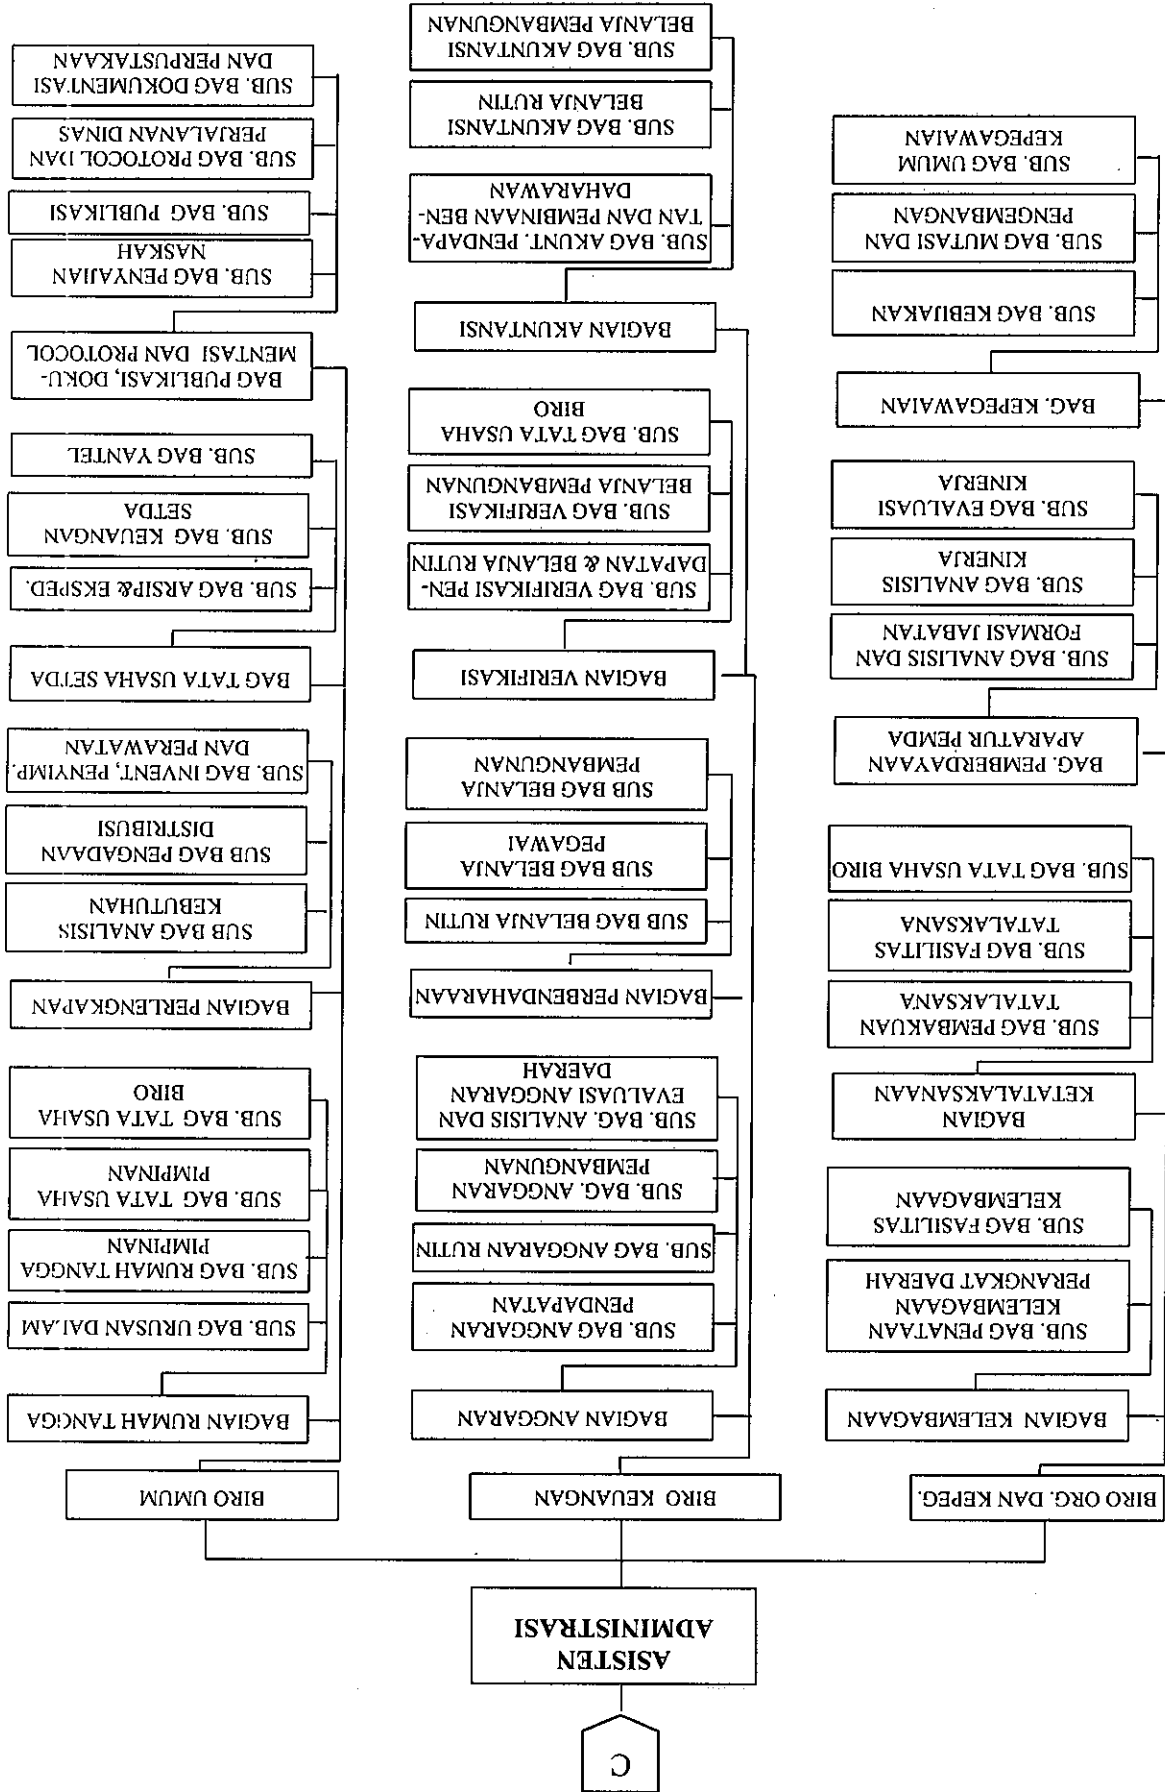 C
ASISTEN
ADMINISTRASI
BIRO ORG. DAN KEPEG.
BAGIAN KELEMBAGAAN
SUB. BAG PENATAAN
KELEMBAGAAN
PERANGKAT DAERAH
SUB. BAG FASILITAS
KELEMBAGAAN
BAGIAN
KETATALAKSANAAN
SUB. BAG PEMBAKUAN
TATALAKSANA
SUB. BAG FASILITAS
TATALAKSANA
SUB. BAG TATA USAHA BIRO
BAG. PEMBERDAYAAN
APARATUR PEMDA
SUB. BAG ANALISIS DAN
FORMASI JABATAN
SUB. BAG ANALISIS
KINERJA
SUB. BAG EVALUASI
KINERJA
BAG. KEPEGAWAIAN
SUB. BAG KEBIJAKAN
SUB. BAG MUTASI DAN
PENGEMBANGAN
SUB. BAG UMUM
KEPEGAWAIAN
BIRO KEUANGAN
BAGIAN ANGGARAN
SUB. BAG ANGGARAN
PENDAPATAN
SUB. BAG ANGGARAN RUTIN
SUB. BAG. ANGGARAN
PEMBANGUNAN
SUB. BAG. ANALISIS DAN
EVALUASI ANGGARAN
DAERAH
BAGIAN PERBENDAHARAAN
SUB BAG BELANJA RUTIN
SUB BAG BELANJA
PEGAWAI
SUB BAG BELANJA
PEMBANGUNAN
BAGIAN VERIFIKASI
SUB. BAG VERIFIKASI PEN-
DAPATAN & BELANJA RUTIN
SUB. BAG VERIFIKASI
BELANJA PEMBANGUNAN
SUB. BAG TATA USAHA
BIRO
BAGIAN AKUNTANSI
SUB. BAG AKUNT. PENDAPA-
TAN DAN PEMBINAAN BEN-
DAHARAWAN
SUB. BAG AKUNTANSI
BELANJA RUTIN
SUB. BAG AKUNTANSI
BELANJA PEMBANGUNAN
BIRO UMUM
BAGIAN RUMAH TANGGA
SUB. BAG URUSAN DALAM
SUB. BAG RUMAH TANGGA
PIMPINAN
SUB. BAG TATA USAHA
PIMPINAN
SUB. BAG TATA USAHA
BIRO
BAGIAN PERLENGKAPAN
SUB BAG ANALISIS
KEBUTUHAN
SUB BAG PENGADAAN
DISTRIBUSI
SUB. BAG INVENT, PENYIMP.
DAN PERAWATAN
BAG TATA USAHA SETDA
SUB. BAG ARSIP& EKSPED.
SUB. BAG KEUANGAN
SETDA
SUB. BAG YANTEL
BAG PUBLIKASI, DOKU-
MENTASI DAN PROTOCOL
SUB. BAG PENYAJIAN
NASKAH
SUB. BAG PUBLIKASI
SUB. BAG PROTOCOL DAN
PERJALANAN DINAS
SUB. BAG DOKUMENTASI
DAN PERPUSTAKAAN